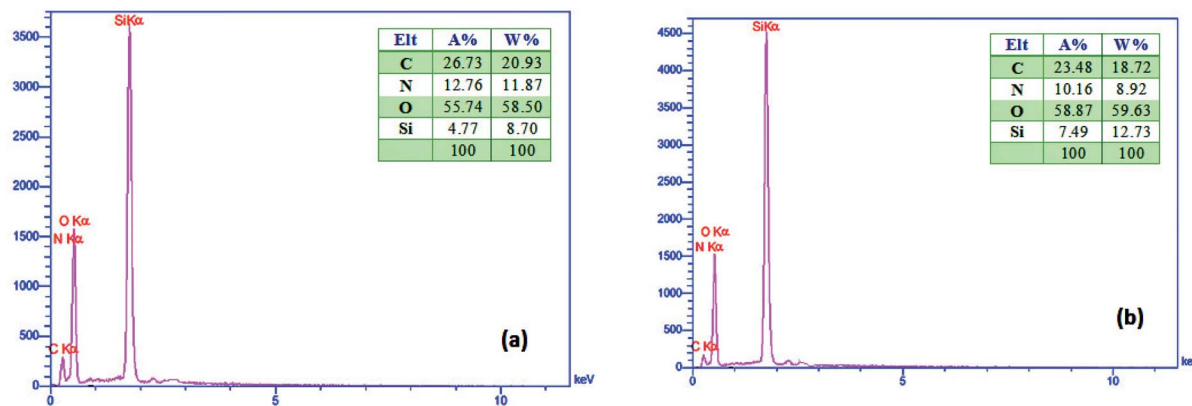 3500
3000
2500
2000
1500
1000
500
0
SiKα
O Kα
N Kα
C Kα
0
5
10
keV
Elt A% W%
C 26.73 20.93
N 12.76 11.87
O 55.74 58.50
Si 4.77 8.70
100 100
(a)
4500
4000
3500
3000
2500
2000
1500
1000
500
0
SiKα
O Kα
N Kα
C Kα
0
5
10
ke
Elt A% W%
C 23.48 18.72
N 10.16 8.92
O 58.87 59.63
Si 7.49 12.73
100 100
(b)